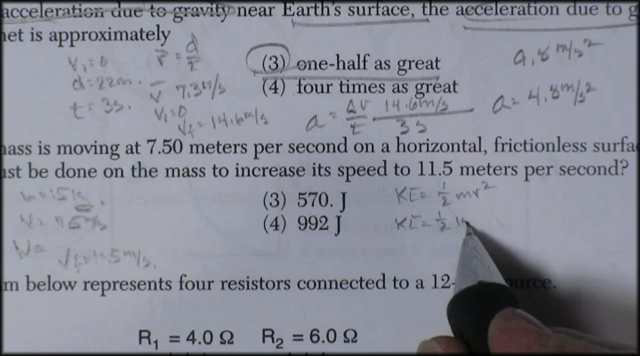 acceleration due to gravity near Earth's surface, the acceleration due to g
net is approximately
V₁=0
v̄ = d/t
d=22m
v̄ 7.3m/s
t = 3s
V₁=0
Vf = 14.6m/s
(3) one-half as great
(4) four times as great
a = ΔV/t 14.6m/s / 3s
9.8 m/s²
a = 4.8m/s²
mass is moving at 7.50 meters per second on a horizontal, frictionless surfa
ust be done on the mass to increase its speed to 11.5 meters per second?
(3) 570. J
(4) 992 J
KE = ½ mv²
KE = ½
m below represents four resistors connected to a 12-
R₁ = 4.0 Ω R₂ = 6.0 Ω